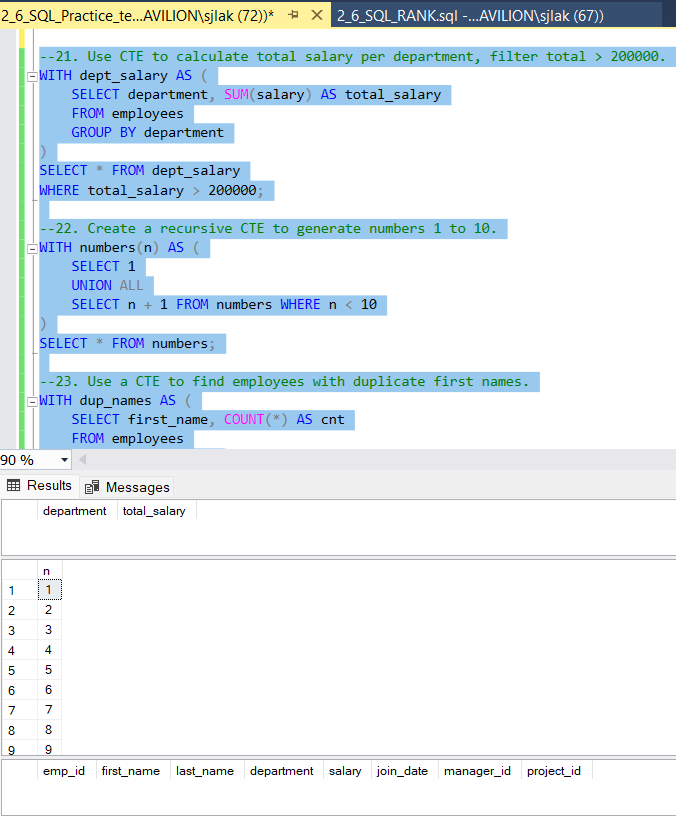 2_6_SQL_Practice_te...AVILION\sjlak (72))* 2_6_SQL_RANK.sql -...AVILION\sjlak (67))
--21. Use CTE to calculate total salary per department, filter total > 200000.
WITH dept_salary AS (
SELECT department, SUM(salary) AS total_salary
FROM employees
GROUP BY department
)
SELECT * FROM dept_salary
WHERE total_salary > 200000;
--22. Create a recursive CTE to generate numbers 1 to 10.
WITH numbers(n) AS (
SELECT 1
UNION ALL
SELECT n + 1 FROM numbers WHERE n < 10
)
SELECT * FROM numbers;
--23. Use a CTE to find employees with duplicate first names.
WITH dup_names AS (
SELECT first_name, COUNT(*) AS cnt
FROM employees
90 %
Results Messages
department total_salary
n
1 1
2 2
3 3
4 4
5 5
6 6
7 7
8 8
9 9
emp_id first_name last_name department salary join_date manager_id project_id